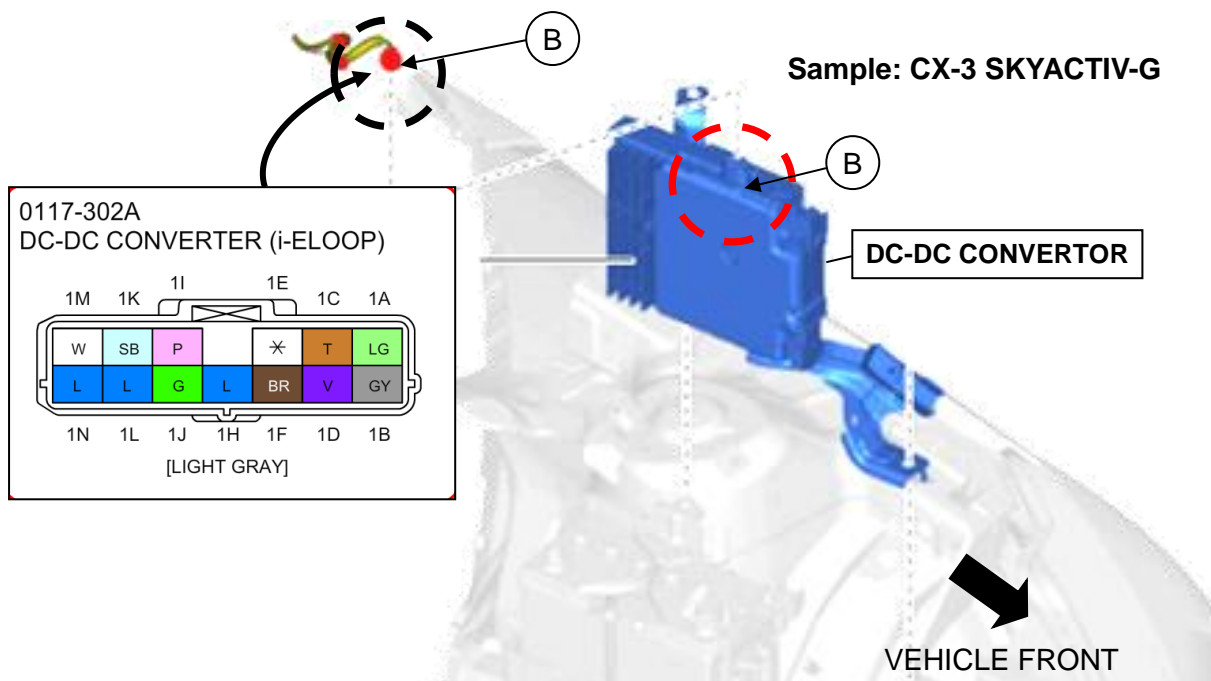 B
Sample: CX-3 SKYACTIV-G
B
DC-DC CONVERTOR
0117-302A
DC-DC CONVERTER (i-ELOOP)
1M 1K 1I 1E 1C 1A
W SB P * T LG
L L G L BR V GY
1N 1L 1J 1H 1F 1D 1B
[LIGHT GRAY]
VEHICLE FRONT